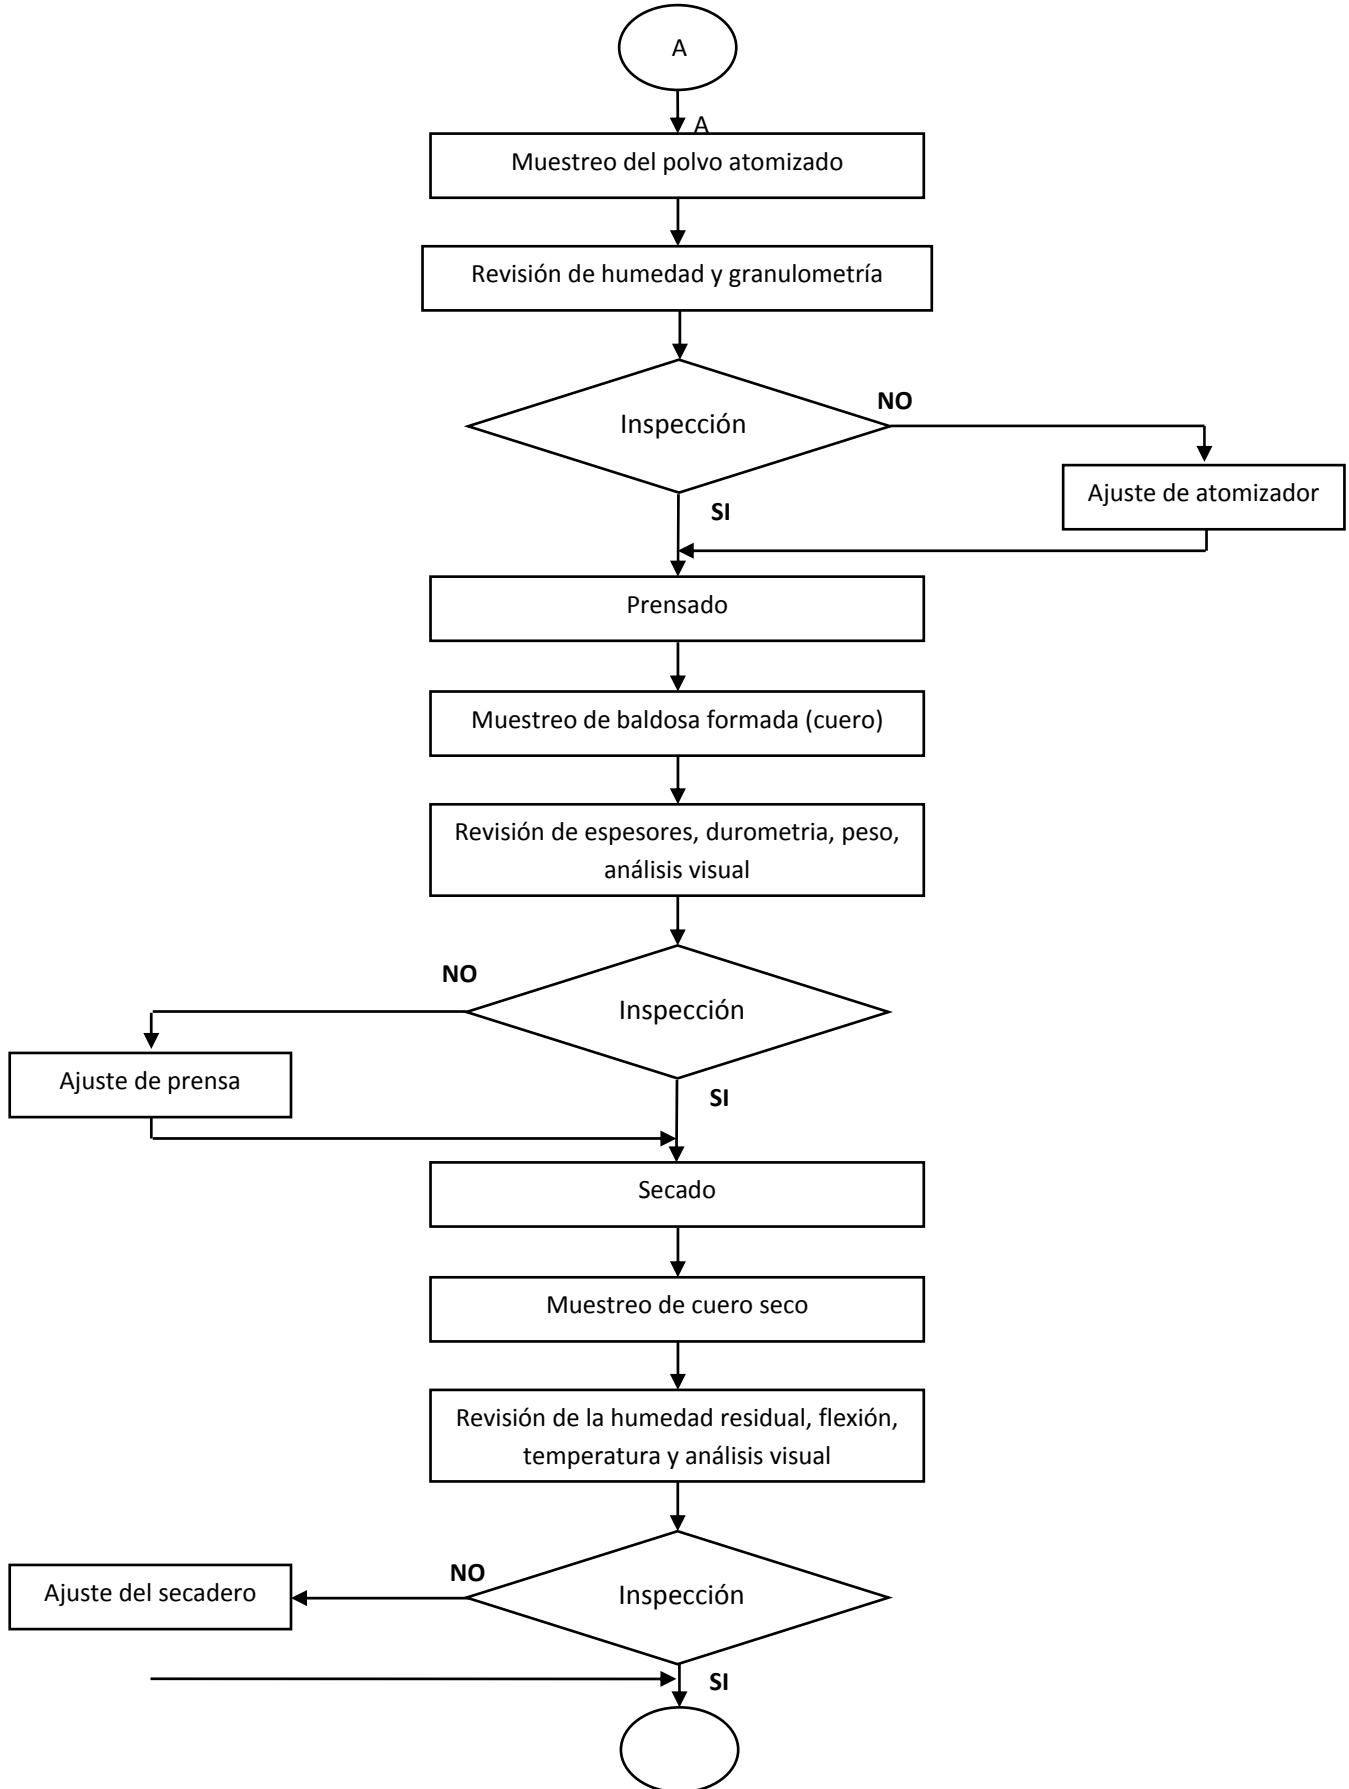 A
A
Muestreo del polvo atomizado
Revisión de humedad y granulometría
NO
Inspección
Ajuste de atomizador
SI
Prensado
Muestreo de baldosa formada (cuero)
Revisión de espesores, durometria, peso,
análisis visual
NO
Inspección
Ajuste de prensa
SI
Secado
Muestreo de cuero seco
Revisión de la humedad residual, flexión,
temperatura y análisis visual
NO
Ajuste del secadero
Inspección
SI